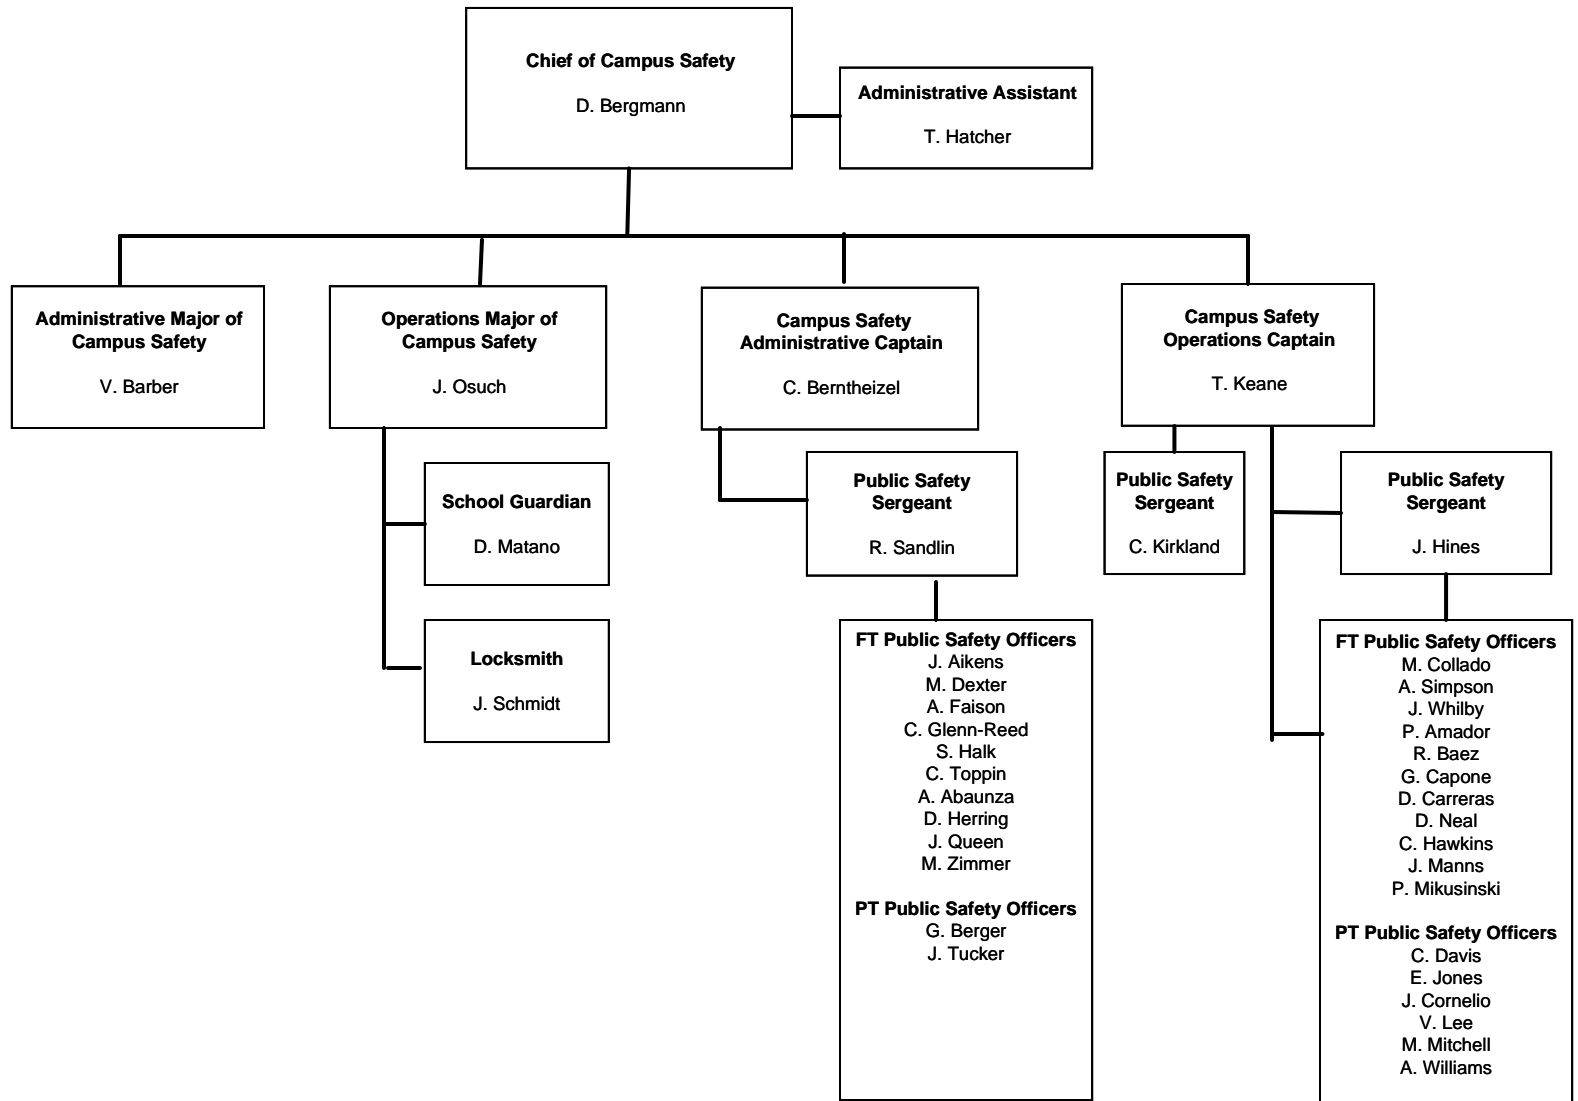 Chief of Campus Safety
D. Bergmann
Administrative Assistant
T. Hatcher
Administrative Major of
Campus Safety
V. Barber
Operations Major of
Campus Safety
J. Osuch
Campus Safety
Administrative Captain
C. Berntheizel
Campus Safety
Operations Captain
T. Keane
School Guardian
D. Matano
Locksmith
J. Schmidt
Public Safety
Sergeant
R. Sandlin
FT Public Safety Officers
J. Aikens
M. Dexter
A. Faison
C. Glenn-Reed
S. Halk
C. Toppin
A. Abaunza
D. Herring
J. Queen
M. Zimmer
PT Public Safety Officers
G. Berger
J. Tucker
Public Safety
Sergeant
C. Kirkland
Public Safety
Sergeant
J. Hines
FT Public Safety Officers
M. Collado
A. Simpson
J. Whilby
P. Amador
R. Baez
G. Capone
D. Carreras
D. Neal
C. Hawkins
J. Manns
P. Mikusinski
PT Public Safety Officers
C. Davis
E. Jones
J. Cornelio
V. Lee
M. Mitchell
A. Williams